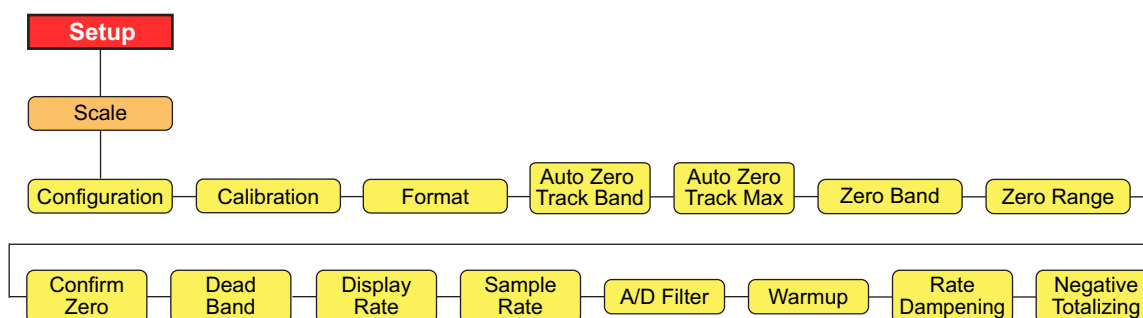 Setup
Scale
Configuration
Calibration
Format
Auto Zero
Track Band
Auto Zero
Track Max
Zero Band
Zero Range
Confirm
Zero
Dead
Band
Display
Rate
Sample
Rate
A/D Filter
Warmup
Rate
Dampening
Negative
Totalizing